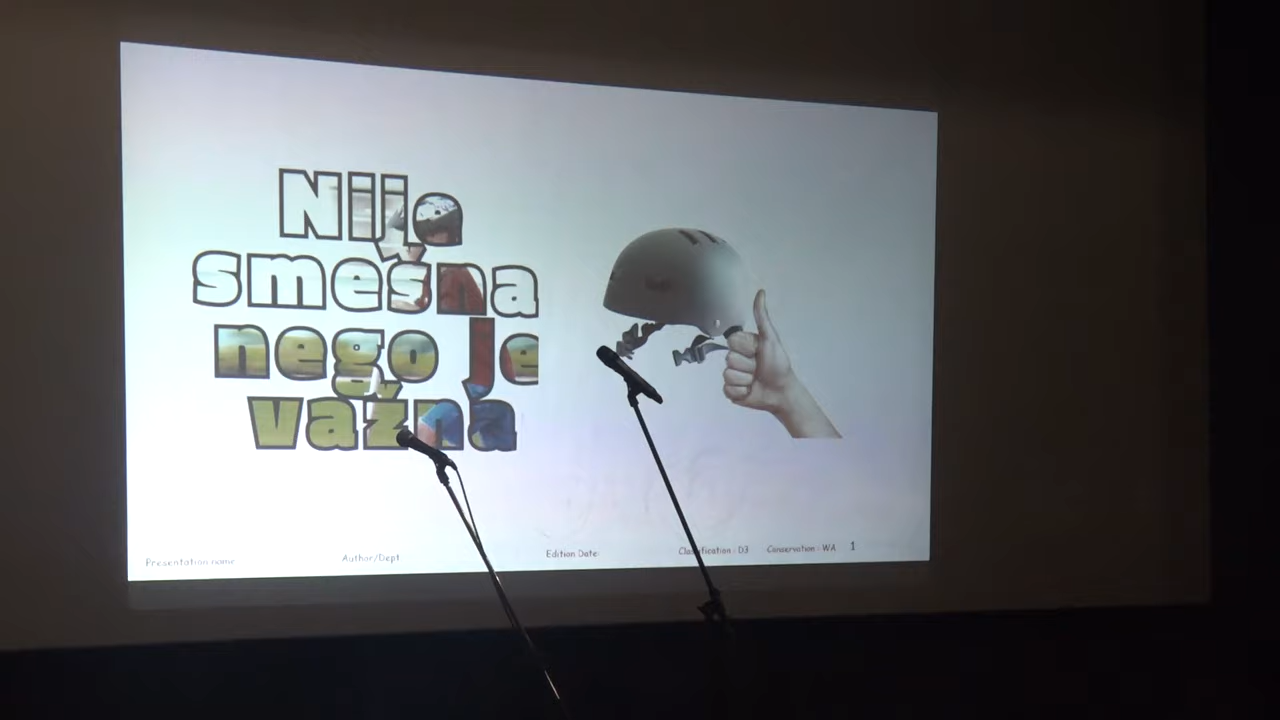 Nije
smešna
nego je
važna
Presentation name
Author/Dept
Edition Date:
Classification : D3
Conservation : WA
1